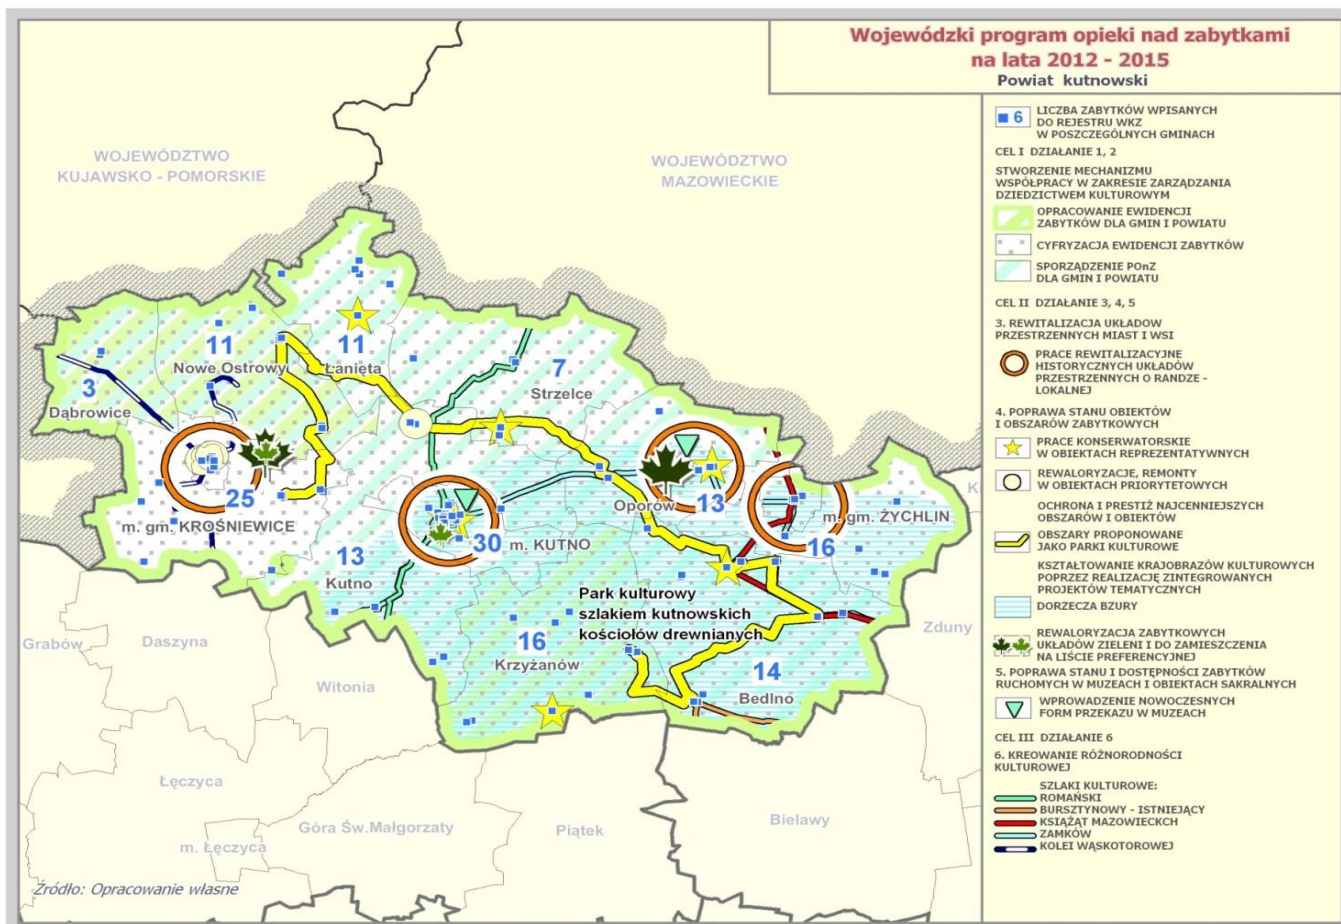 Wojewódzki program opieki nad zabytkami
na lata 2012 - 2015
Powiat kutnowski
6
LICZBA ZABYTKÓW WPISANYCH
DO REJESTRU WKZ
W POSZCZEGÓLNYCH GMINACH
CEL I DZIAŁANIE 1, 2
STWORZENIE MECHANIZMU
WSPÓŁPRACY W ZAKRESIE ZARZĄDZANIA
DZIEDZICTWEM KULTUROWYM
OPRACOWANIE EWIDENCJI
ZABYTKÓW DLA GMIN I POWIATU
CYFRYZACJA EWIDENCJI ZABYTKÓW
SPORZĄDZENIE POnZ
DLA GMIN I POWIATU
CEL II DZIAŁANIE 3, 4, 5
3. REWITALIZACJA UKŁADOW
PRZESTRZENNYCH MIAST I WSI
PRACE REWITALIZACYJNE
HISTORYCZNYCH UKŁADÓW
PRZESTRZENNYCH O RANDZE -
LOKALNEJ
4. POPRAWA STANU OBIEKTÓW
I OBSZARÓW ZABYTKOWYCH
PRACE KONSERWATORSKIE
W OBIEKTACH REPREZENTATYWNYCH
REWALORYZACJE, REMONTY
W OBIEKTACH PRIORYTETOWYCH
OCHRONA I PRESTIŻ NAJCENNIEJSZYCH
OBSZARÓW I OBIEKTÓW
OBSZARY PROPONOWANE
JAKO PARKI KULTUROWE
KSZTAŁTOWANIE KRAJOBRAZÓW KULTUROWYCH
POPRZEZ REALIZACJĘ ZINTEGROWANYCH
PROJEKTÓW TEMATYCZNYCH
DORZECZA BZURY
REWALORYZACJA ZABYTKOWYCH
UKŁADÓW ZIELENI I DO ZAMIESZCZENIA
NA LIŚCIE PREFERENCYJNEJ
5. POPRAWA STANU I DOSTĘPNOŚCI ZABYTKÓW
RUCHOMYCH W MUZEACH I OBIEKTACH SAKRALNYCH
WPROWADZENIE NOWOCZESNYCH
FORM PRZEKAZU W MUZEACH
CEL III DZIAŁANIE 6
6. KREOWANIE RÓŻNORODNOŚCI
KULTUROWEJ
SZLAKI KULTUROWE:
ROMAŃSKI
BURSZTYNOWY - ISTNIEJĄCY
KSIĄŻĄT MAZOWIECKCH
ZAMKÓW
KOLEI WĄSKOTOROWEJ
WOJEWÓDZTWO
KUJAWSKO - POMORSKIE
WOJEWÓDZTWO
MAZOWIECKIE
11
Nowe Ostrowy
11
Łanięta
7
Strzelce
3
Dąbrowice
25
m. gm. KROŚNIEWICE
30
m. KUTNO
13
Oporów
16
m. gm. ŻYCHLIN
13
Kutno
Park kulturowy
szlakiem kutnowskich
kościołów drewnianych
16
Krzyżanów
14
Bedlno
K
Zduny
Grabów
Daszyna
Witonia
Łęczyca
m. Łęczyca
Góra Św.Małgorzaty
Piątek
Bielawy
Źródło: Opracowanie własne